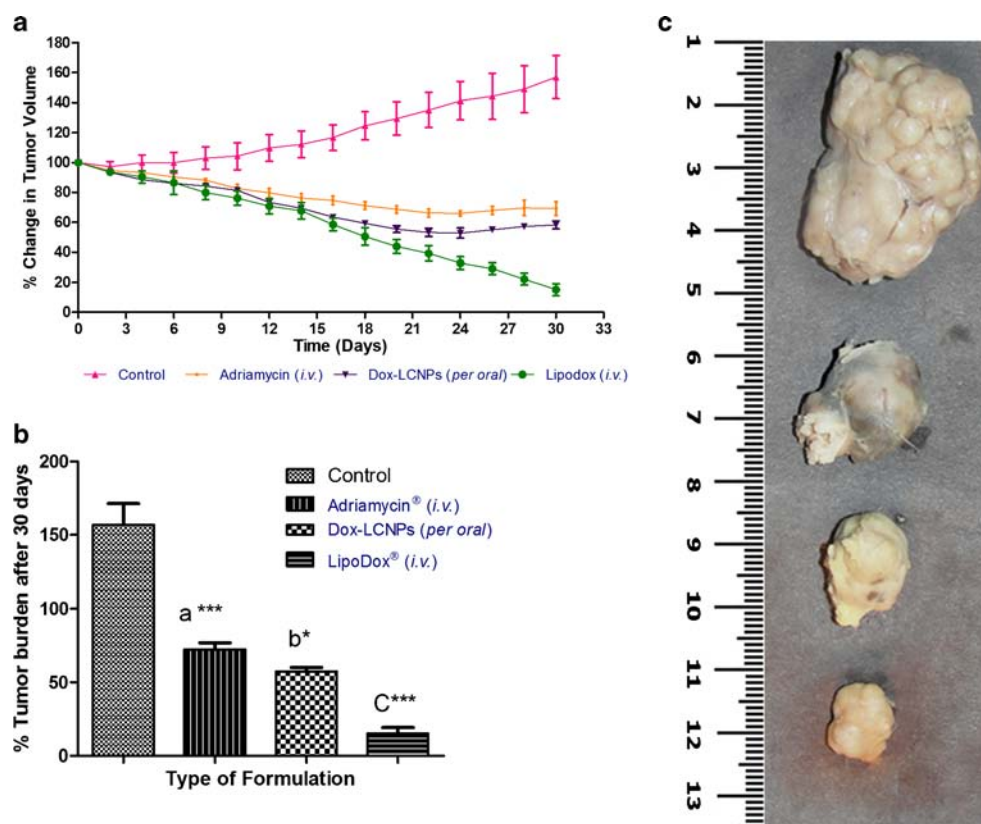 a
% Change in Tumor Volume
180
160
140
120
100
80
60
40
20
0
0 3 6 9 12 15 18 21 24 27 30 33
Time (Days)
Control Adriamycin (i.v.) Dox-LCNPs (per oral) Lipodox (i.v.)
b
% Tumor burden after 30 days
200
150
100
50
0
Control
Adriamycin® (i.v.)
Dox-LCNPs (per oral)
LipoDox® (i.v.)
a ***
b*
C***
Type of Formulation
c
1
2
3
4
5
6
7
8
9
10
11
12
13